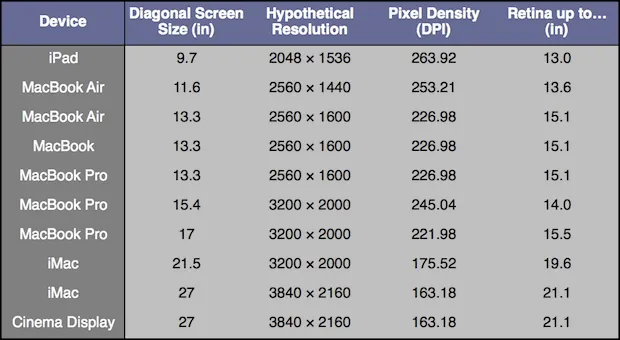 Device Diagonal Screen Size (in) Hypothetical Resolution Pixel Density (DPI) Retina up to… (in)
iPad 9.7 2048 × 1536 263.92 13.0
MacBook Air 11.6 2560 × 1440 253.21 13.6
MacBook Air 13.3 2560 × 1600 226.98 15.1
MacBook 13.3 2560 × 1600 226.98 15.1
MacBook Pro 13.3 2560 × 1600 226.98 15.1
MacBook Pro 15.4 3200 × 2000 245.04 14.0
MacBook Pro 17 3200 × 2000 221.98 15.5
iMac 21.5 3200 × 2000 175.52 19.6
iMac 27 3840 × 2160 163.18 21.1
Cinema Display 27 3840 × 2160 163.18 21.1